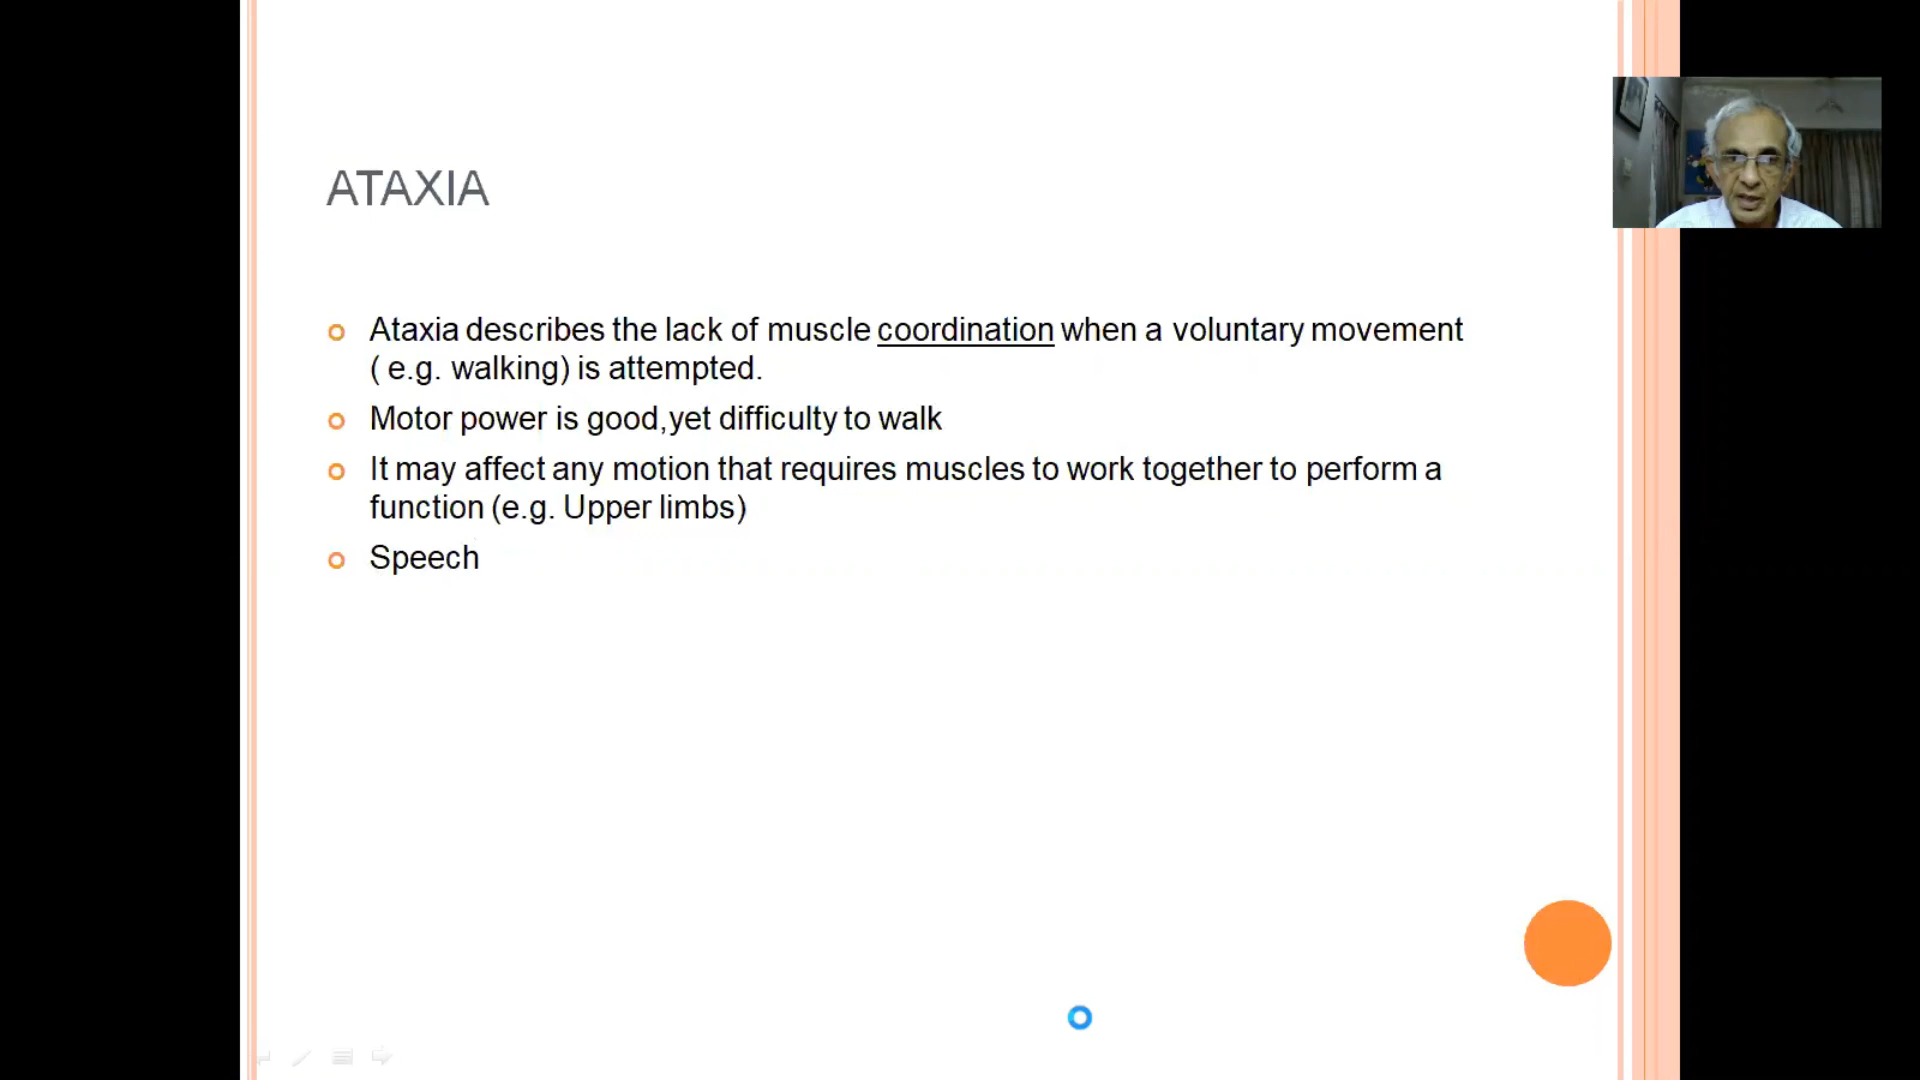 ATAXIA
Ataxia describes the lack of muscle coordination when a voluntary movement
( e.g. walking) is attempted.
Motor power is good,yet difficulty to walk
It may affect any motion that requires muscles to work together to perform a
function (e.g. Upper limbs)
Speech